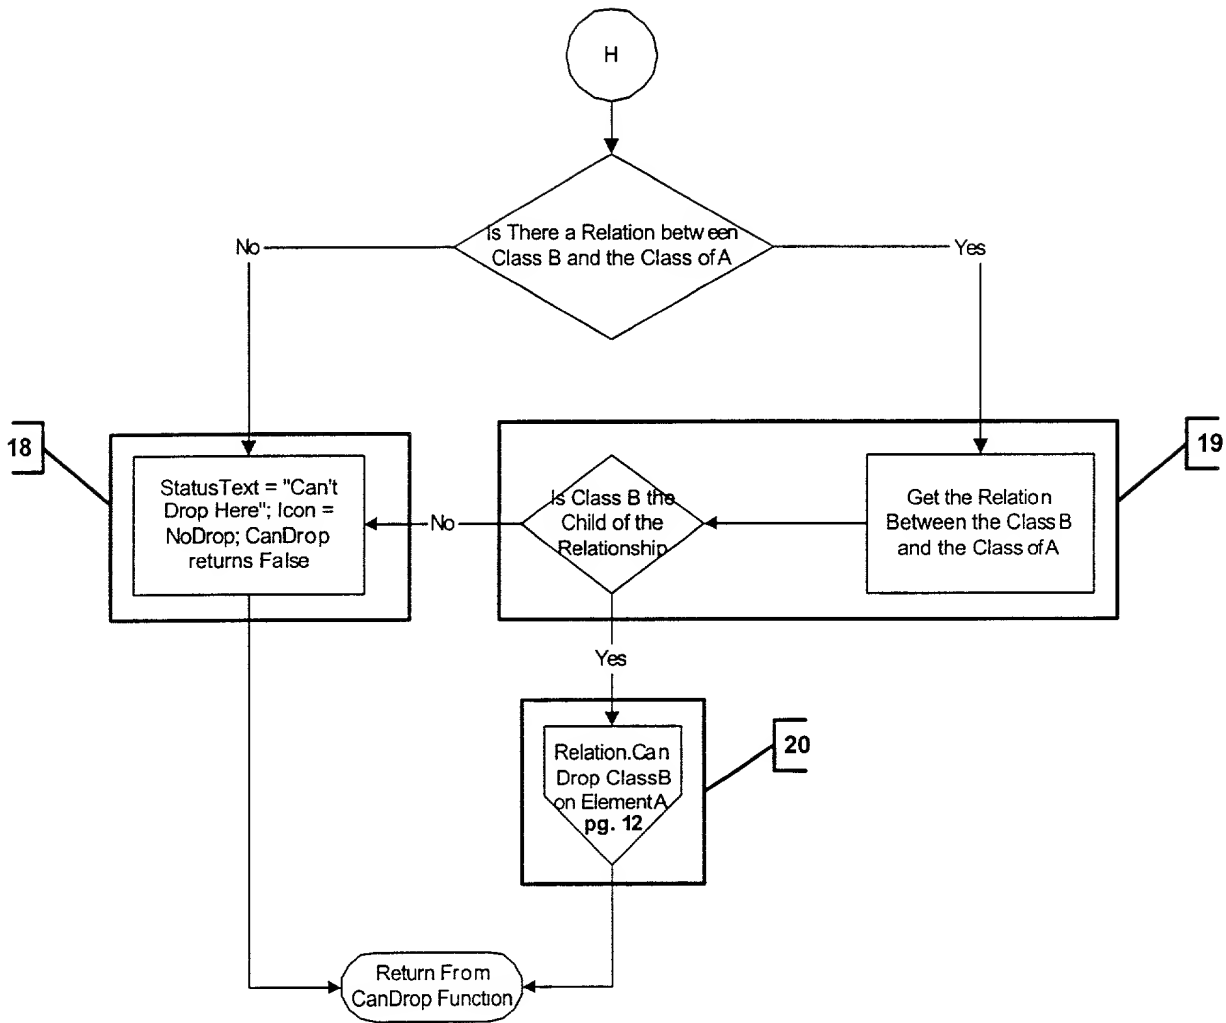 H
Is There a Relation between
Class B and the Class of A
No
Yes
18
19
StatusText = "Can't
Drop Here"; Icon =
NoDrop; CanDrop
returns False
No
Is Class B the
Child of the
Relationship
Get the Relation
Between the Class B
and the Class of A
Yes
20
Relation.Can
Drop ClassB
on ElementA
pg. 12
Return From
CanDrop Function